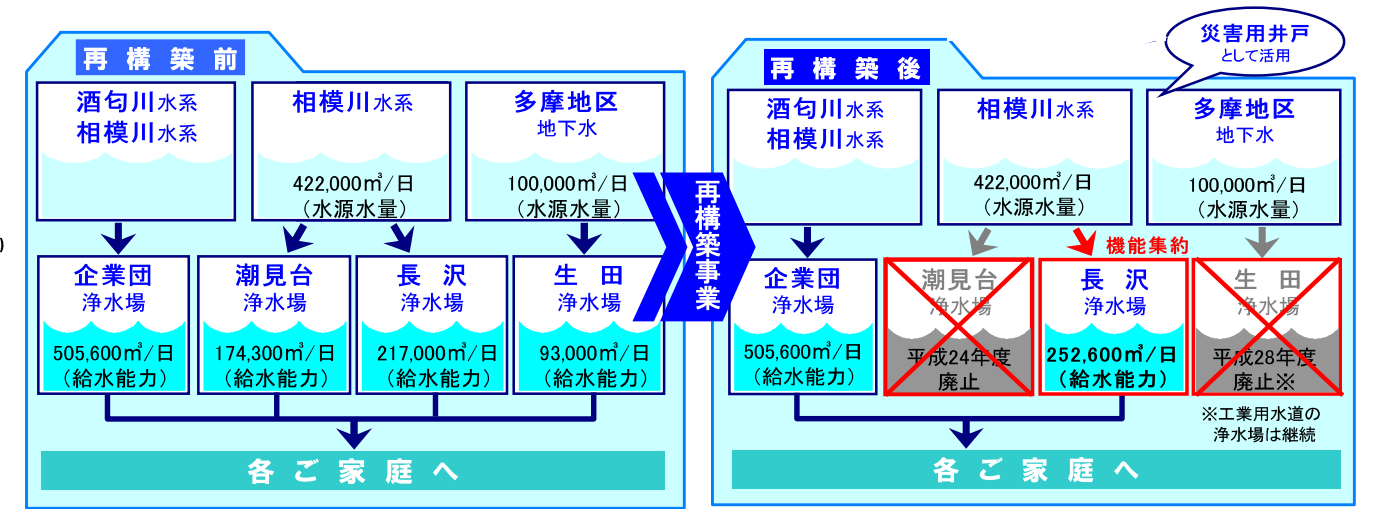 )
再構築前
酒匂川水系
相模川水系
相模川水系
422,000㎥/日
（水源水量）
多摩地区
地下水
100,000㎥/日
（水源水量）
企業団
浄水場
505,600㎥/日
（給水能力）
潮見台
浄水場
174,300㎥/日
（給水能力）
長沢
浄水場
217,000㎥/日
（給水能力）
生田
浄水場
93,000㎥/日
（給水能力）
各ご家庭へ
再構築事業
再構築後
災害用井戸
として活用
酒匂川水系
相模川水系
相模川水系
422,000㎥/日
（水源水量）
多摩地区
地下水
100,000㎥/日
（水源水量）
機能集約
企業団
浄水場
505,600㎥/日
（給水能力）
潮見台
浄水場
平成24年度
廃止
長沢
浄水場
252,600㎥/日
（給水能力）
生田
浄水場
平成28年度
廃止※
※工業用水道の
浄水場は継続
各ご家庭へ